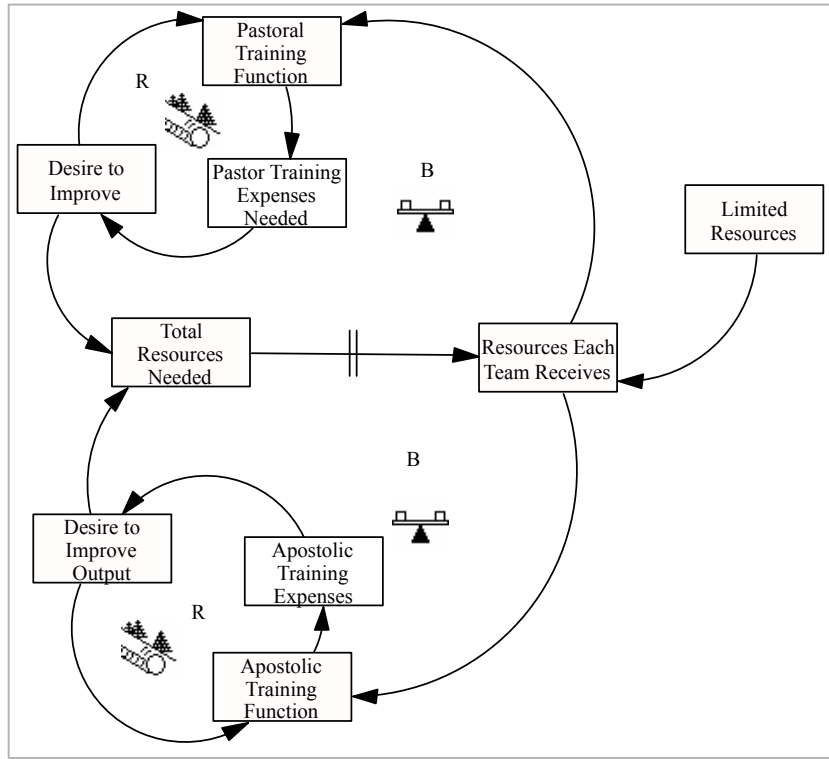 Pastoral
Training
Function
R
Desire to
Improve
Pastor Training
Expenses
Needed
B
Limited
Resources
Total
Resources
Needed
Resources Each
Team Receives
B
Desire to
Improve
Output
Apostolic
Training
Expenses
R
Apostolic
Training
Function